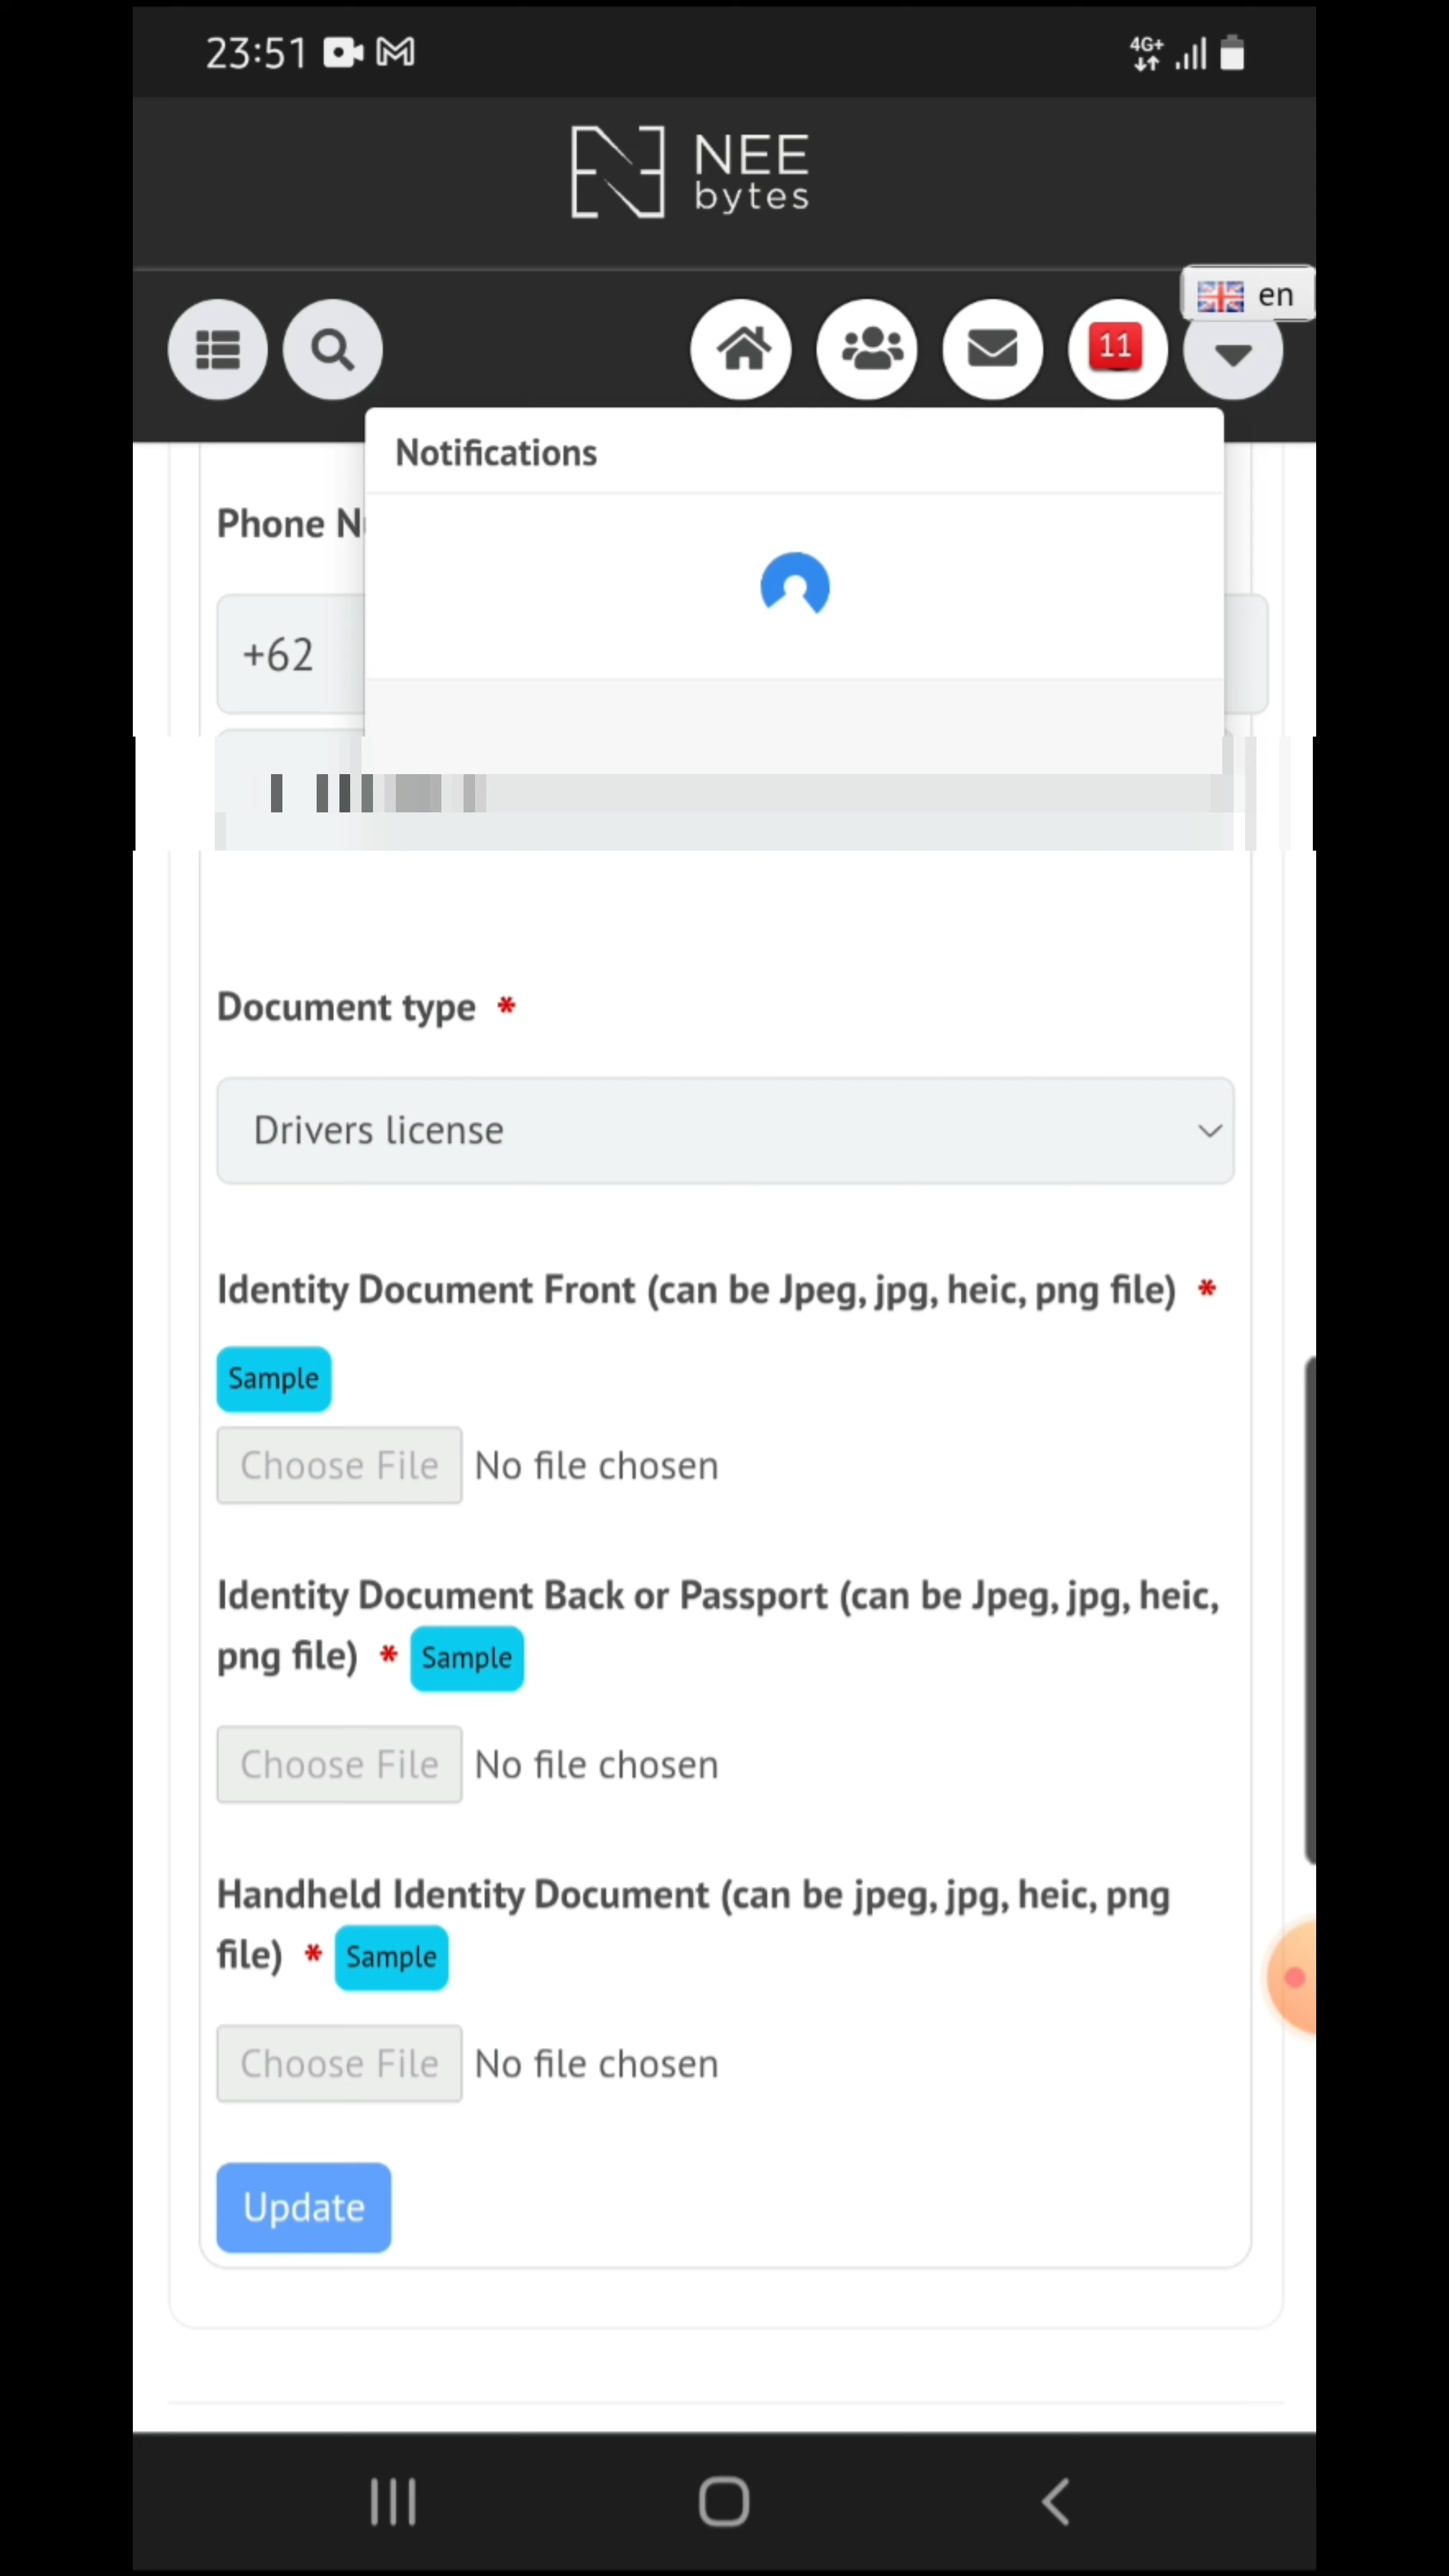 23:51
4G+
NEE
bytes
en
11
Notifications
Phone N
+62
Document type *
Drivers license
Identity Document Front (can be Jpeg, jpg, heic, png file) *
Sample
Choose File No file chosen
Identity Document Back or Passport (can be Jpeg, jpg, heic,
png file) * Sample
Choose File No file chosen
Handheld Identity Document (can be jpeg, jpg, heic, png
file) * Sample
Choose File No file chosen
Update